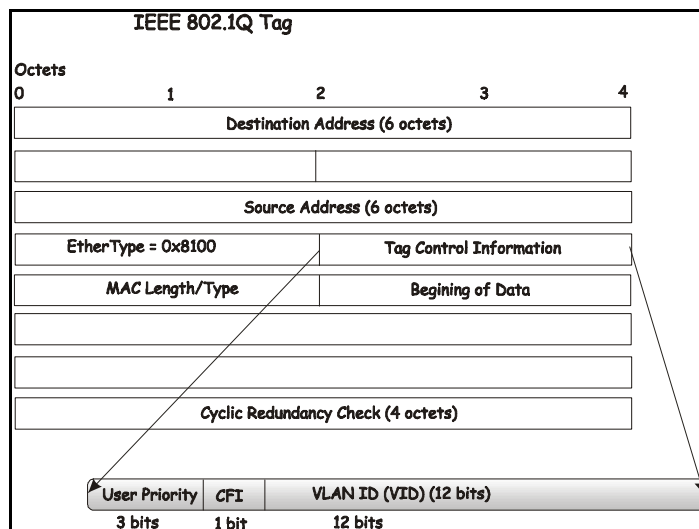 IEEE 802.1Q Tag
Octets
0 1 2 3 4
Destination Address (6 octets)
Source Address (6 octets)
EtherType = 0x8100 Tag Control Information
MAC Length/Type Begining of Data
Cyclic Redundancy Check (4 octets)
User Priority CFI VLAN ID (VID) (12 bits)
3 bits 1 bit 12 bits